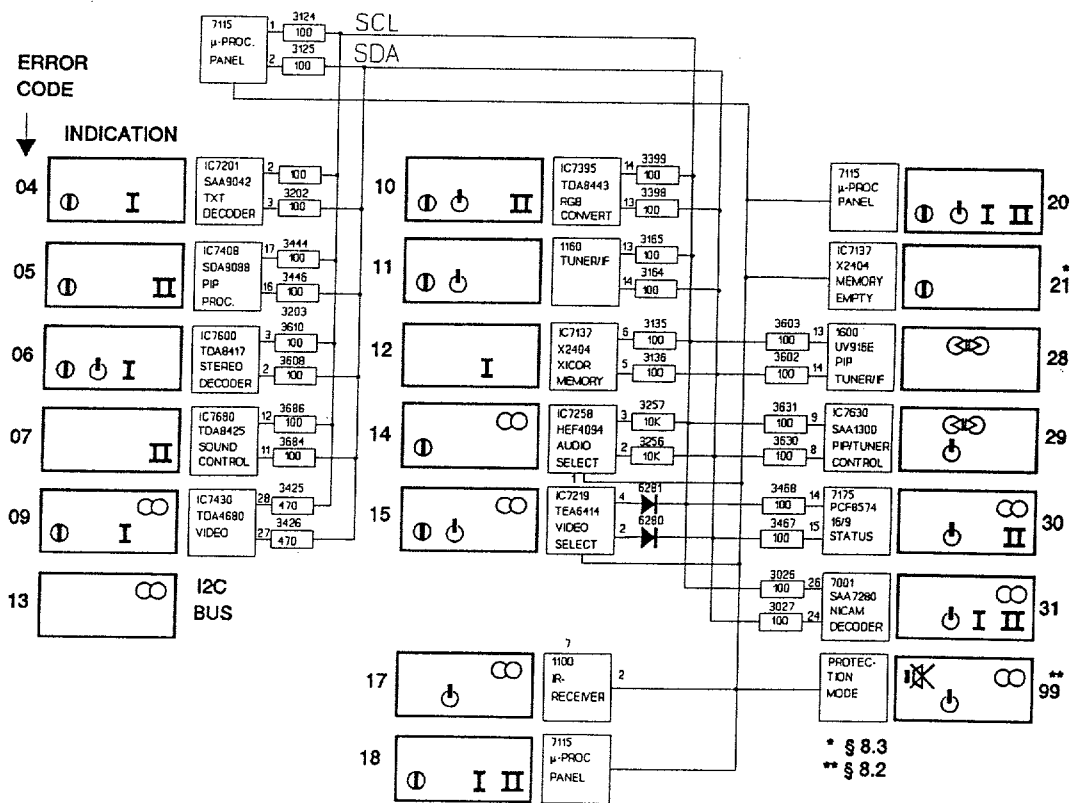 ERROR
CODE
INDICATION
7115
μ-PROC.
PANEL
1
2
3124
100
3125
100
SCL
SDA
04
I
IC7201
SAA9042
TXT
DECODER
2
3
100
3202
100
05
II
IC7408
SDA9088
PIP
PROC.
17
16
3444
100
3446
100
3203
06
I
IC7600
TDA8417
STEREO
DECODER
3
2
3610
100
3608
100
07
II
IC7680
TDA8425
SOUND
CONTROL
12
11
3686
100
3684
100
09
I
IC7430
TDA4680
VIDEO
28
27
3425
470
3426
470
13
I2C
BUS
10
II
IC7395
TDA8443
RGB
CONVERT
14
13
3399
100
3398
100
11
1160
TUNER/IF
13
14
3165
100
3164
100
12
I
IC7137
X2404
XICOR
MEMORY
6
5
3135
100
3136
100
14
IC7258
HEF4094
AUDIO
SELECT
3
2
1
3257
10K
3256
10K
15
IC7219
TEA6414
VIDEO
SELECT
4
2
6281
6280
17
7
1100
IR-
RECEIVER
2
18
I II
7115
μ-PROC
PANEL
7115
μ-PROC
PANEL
I II
20
IC7137
X2404
MEMORY
EMPTY
*
21
3603
100
3602
100
13
14
1600
UV916E
PIP
TUNER/IF
28
3631
100
3630
100
9
8
IC7630
SAA1300
PIP/TUNER
CONTROL
29
3468
100
3467
100
14
15
7175
PCF8574
16/9
STATUS
II
30
3026
100
3027
100
26
24
7001
SAA7280
NICAM
DECODER
I II
31
PROTEC-
TION
MODE
**
99
* § 8.3
** § 8.2